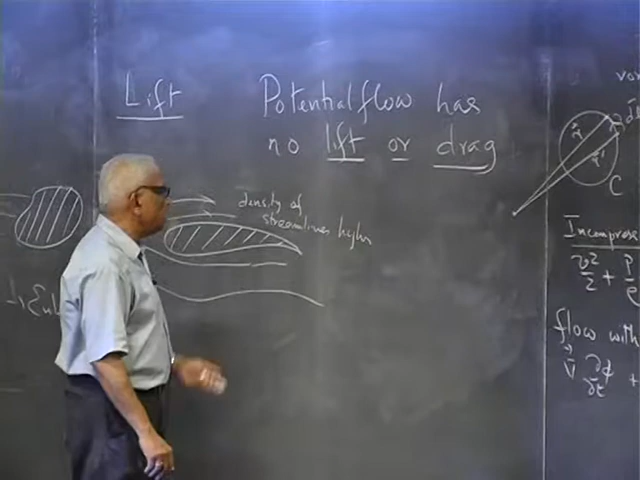 Lift
Potential flow has
no lift or drag
density of
streamlines higher
C
Incompress
v²/2 + P/ρ
flow with
v⃗ ∂ϕ/∂t +